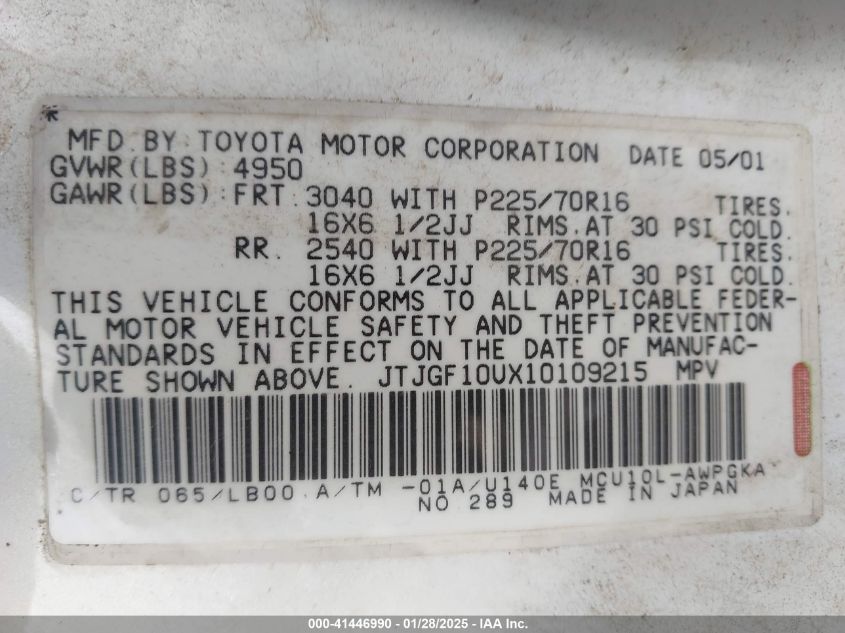 MFD. BY: TOYOTA MOTOR CORPORATION DATE 05/01
GVWR(LBS):4950
GAWR(LBS):FRT. 3040 WITH P225/70R16 TIRES.
16X6 1/2JJ RIMS.AT 30 PSI COLD.
RR. 2540 WITH P225/70R16 TIRES.
16X6 1/2JJ RIMS.AT 30 PSI COLD.
THIS VEHICLE CONFORMS TO ALL APPLICABLE FEDER-
AL MOTOR VEHICLE SAFETY AND THEFT PREVENTION
STANDARDS IN EFFECT ON THE DATE OF MANUFAC-
TURE SHOWN ABOVE. JTJGF10UX10109215 MPV
C/TR 065/LB00 A/TM -01A/U140E MCU10L-AWPGKA
NO 289 MADE IN JAPAN
000-41446990 - 01/28/2025 - IAA Inc.